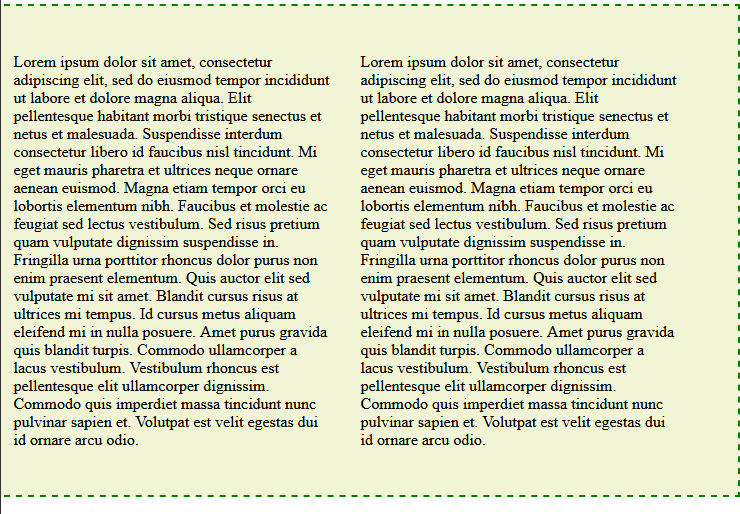 Lorem ipsum dolor sit amet, consectetur
adipiscing elit, sed do eiusmod tempor incididunt
ut labore et dolore magna aliqua. Elit
pellentesque habitant morbi tristique senectus et
netus et malesuada. Suspendisse interdum
consectetur libero id faucibus nisl tincidunt. Mi
eget mauris pharetra et ultrices neque ornare
aenean euismod. Magna etiam tempor orci eu
lobortis elementum nibh. Faucibus et molestie ac
feugiat sed lectus vestibulum. Sed risus pretium
quam vulputate dignissim suspendisse in.
Fringilla urna porttitor rhoncus dolor purus non
enim praesent elementum. Quis auctor elit sed
vulputate mi sit amet. Blandit cursus risus at
ultrices mi tempus. Id cursus metus aliquam
eleifend mi in nulla posuere. Amet purus gravida
quis blandit turpis. Commodo ullamcorper a
lacus vestibulum. Vestibulum rhoncus est
pellentesque elit ullamcorper dignissim.
Commodo quis imperdiet massa tincidunt nunc
pulvinar sapien et. Volutpat est velit egestas dui
id ornare arcu odio.
Lorem ipsum dolor sit amet, consectetur
adipiscing elit, sed do eiusmod tempor incididunt
ut labore et dolore magna aliqua. Elit
pellentesque habitant morbi tristique senectus et
netus et malesuada. Suspendisse interdum
consectetur libero id faucibus nisl tincidunt. Mi
eget mauris pharetra et ultrices neque ornare
aenean euismod. Magna etiam tempor orci eu
lobortis elementum nibh. Faucibus et molestie ac
feugiat sed lectus vestibulum. Sed risus pretium
quam vulputate dignissim suspendisse in.
Fringilla urna porttitor rhoncus dolor purus non
enim praesent elementum. Quis auctor elit sed
vulputate mi sit amet. Blandit cursus risus at
ultrices mi tempus. Id cursus metus aliquam
eleifend mi in nulla posuere. Amet purus gravida
quis blandit turpis. Commodo ullamcorper a
lacus vestibulum. Vestibulum rhoncus est
pellentesque elit ullamcorper dignissim.
Commodo quis imperdiet massa tincidunt nunc
pulvinar sapien et. Volutpat est velit egestas dui
id ornare arcu odio.